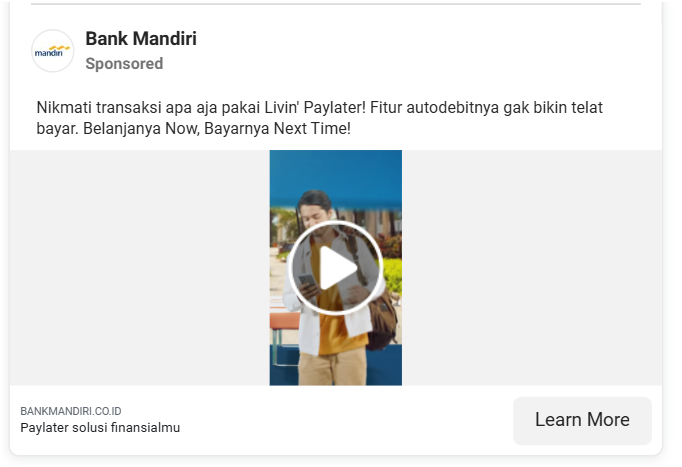 Bank Mandiri
mandiri
Sponsored
Nikmati transaksi apa aja pakai Livin' Paylater! Fitur autodebitnya gak bikin telat
bayar. Belanjanya Now, Bayarnya Next Time!
BANKMANDIRI.CO.ID
Paylater solusi finansialmu
Learn More